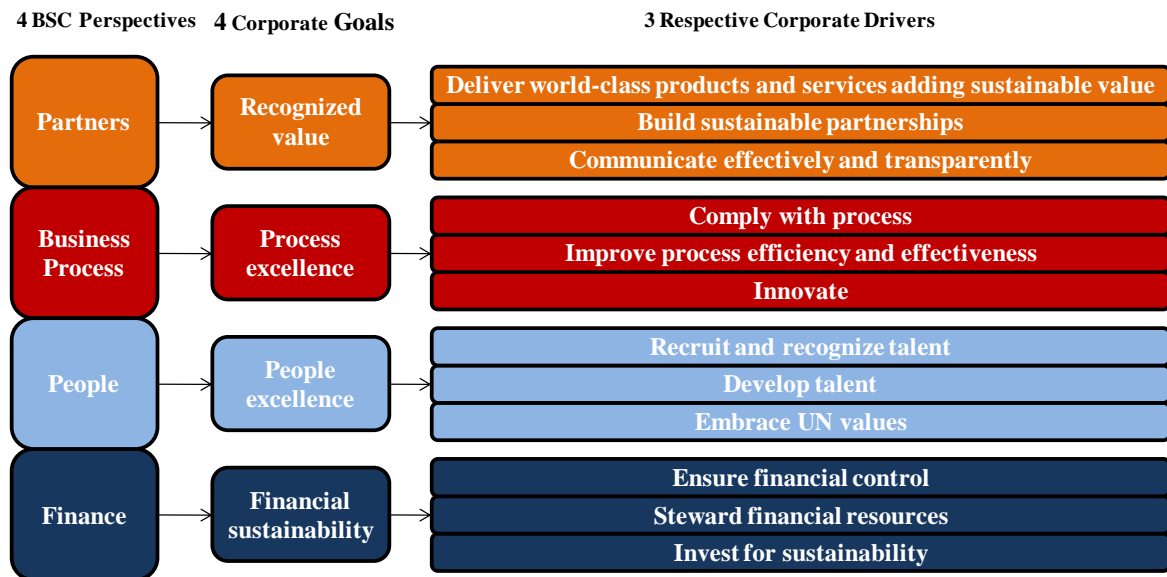 4 BSC Perspectives
4 Corporate Goals
3 Respective Corporate Drivers
Partners
Recognized
value
Deliver world-class products and services adding sustainable value
Build sustainable partnerships
Communicate effectively and transparently
Business
Process
Process
excellence
Comply with process
Improve process efficiency and effectiveness
Innovate
People
People
excellence
Recruit and recognize talent
Develop talent
Embrace UN values
Finance
Financial
sustainability
Ensure financial control
Steward financial resources
Invest for sustainability